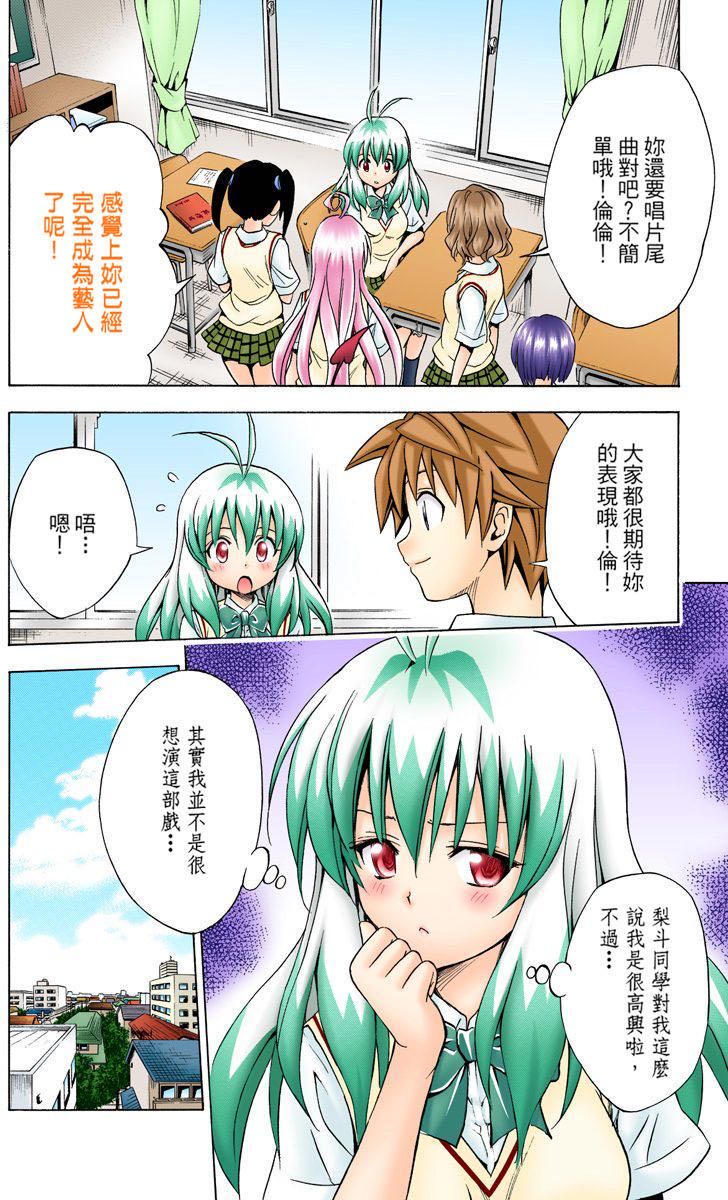 妳還要唱片尾
曲對吧？不簡
單哦！倫倫！
感覺上妳已經
完全成為藝人
了呢！
大家都很期待妳
的表現哦！倫！
唔…
嗯！
其實我並不是很
想演這部戲…
梨斗同學對我這麼
說我是很高興啦，
不過…